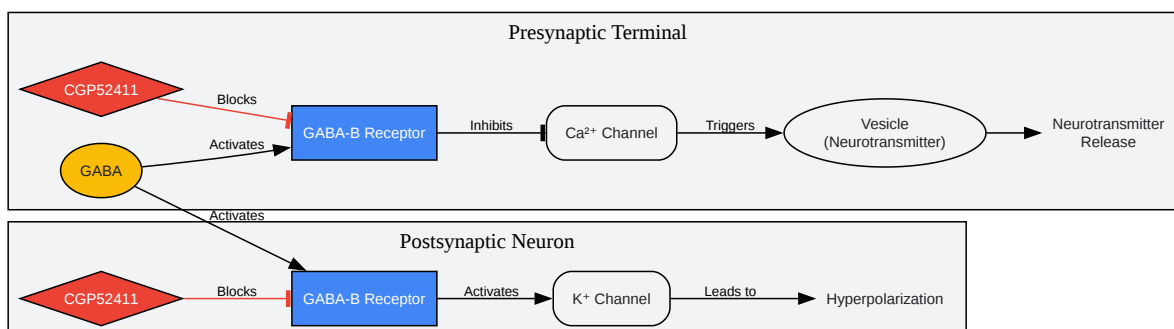 Presynaptic Terminal
CGP52411
Blocks
GABA-B Receptor
Inhibits
Ca²⁺ Channel
Triggers
Vesicle
(Neurotransmitter)
Neurotransmitter
Release
Activates
GABA
Activates
Postsynaptic Neuron
CGP52411
Blocks
GABA-B Receptor
Activates
K⁺ Channel
Leads to
Hyperpolarization